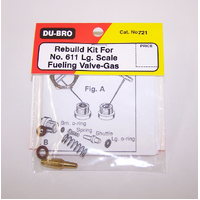 DU-BRO
Cat. No 721
Rebuild Kit For
No. 611 Lg. Scale
Fueling Valve-Gas
PRICE
Fig. A
Sm. o-ring
Spring
Shuttle
Lg. o-ring
B